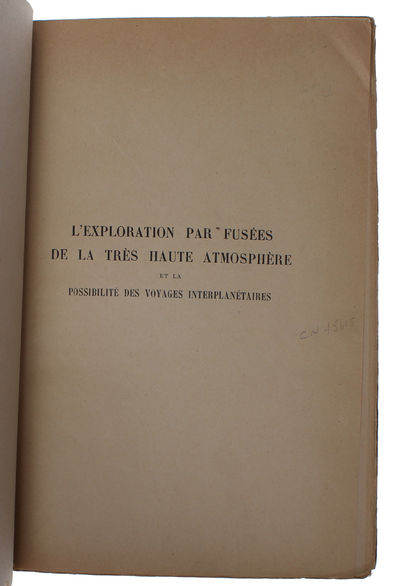 L'EXPLORATION PAR FUSÉES
DE LA TRÈS HAUTE ATMOSPHÈRE
ET LA
POSSIBILITÉ DES VOYAGES INTERPLANÉTAIRES